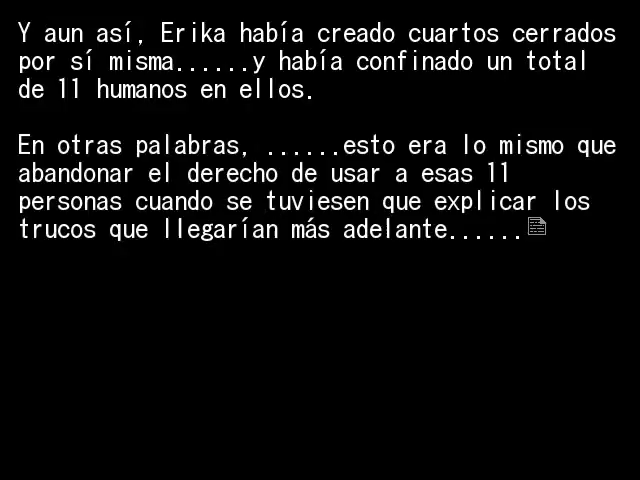 Y aun así, Erika había creado cuartos cerrados
por sí misma......y había confinado un total
de 11 humanos en ellos.
En otras palabras, ......esto era lo mismo que
abandonar el derecho de usar a esas 11
personas cuando se tuviesen que explicar los
trucos que llegarían más adelante......